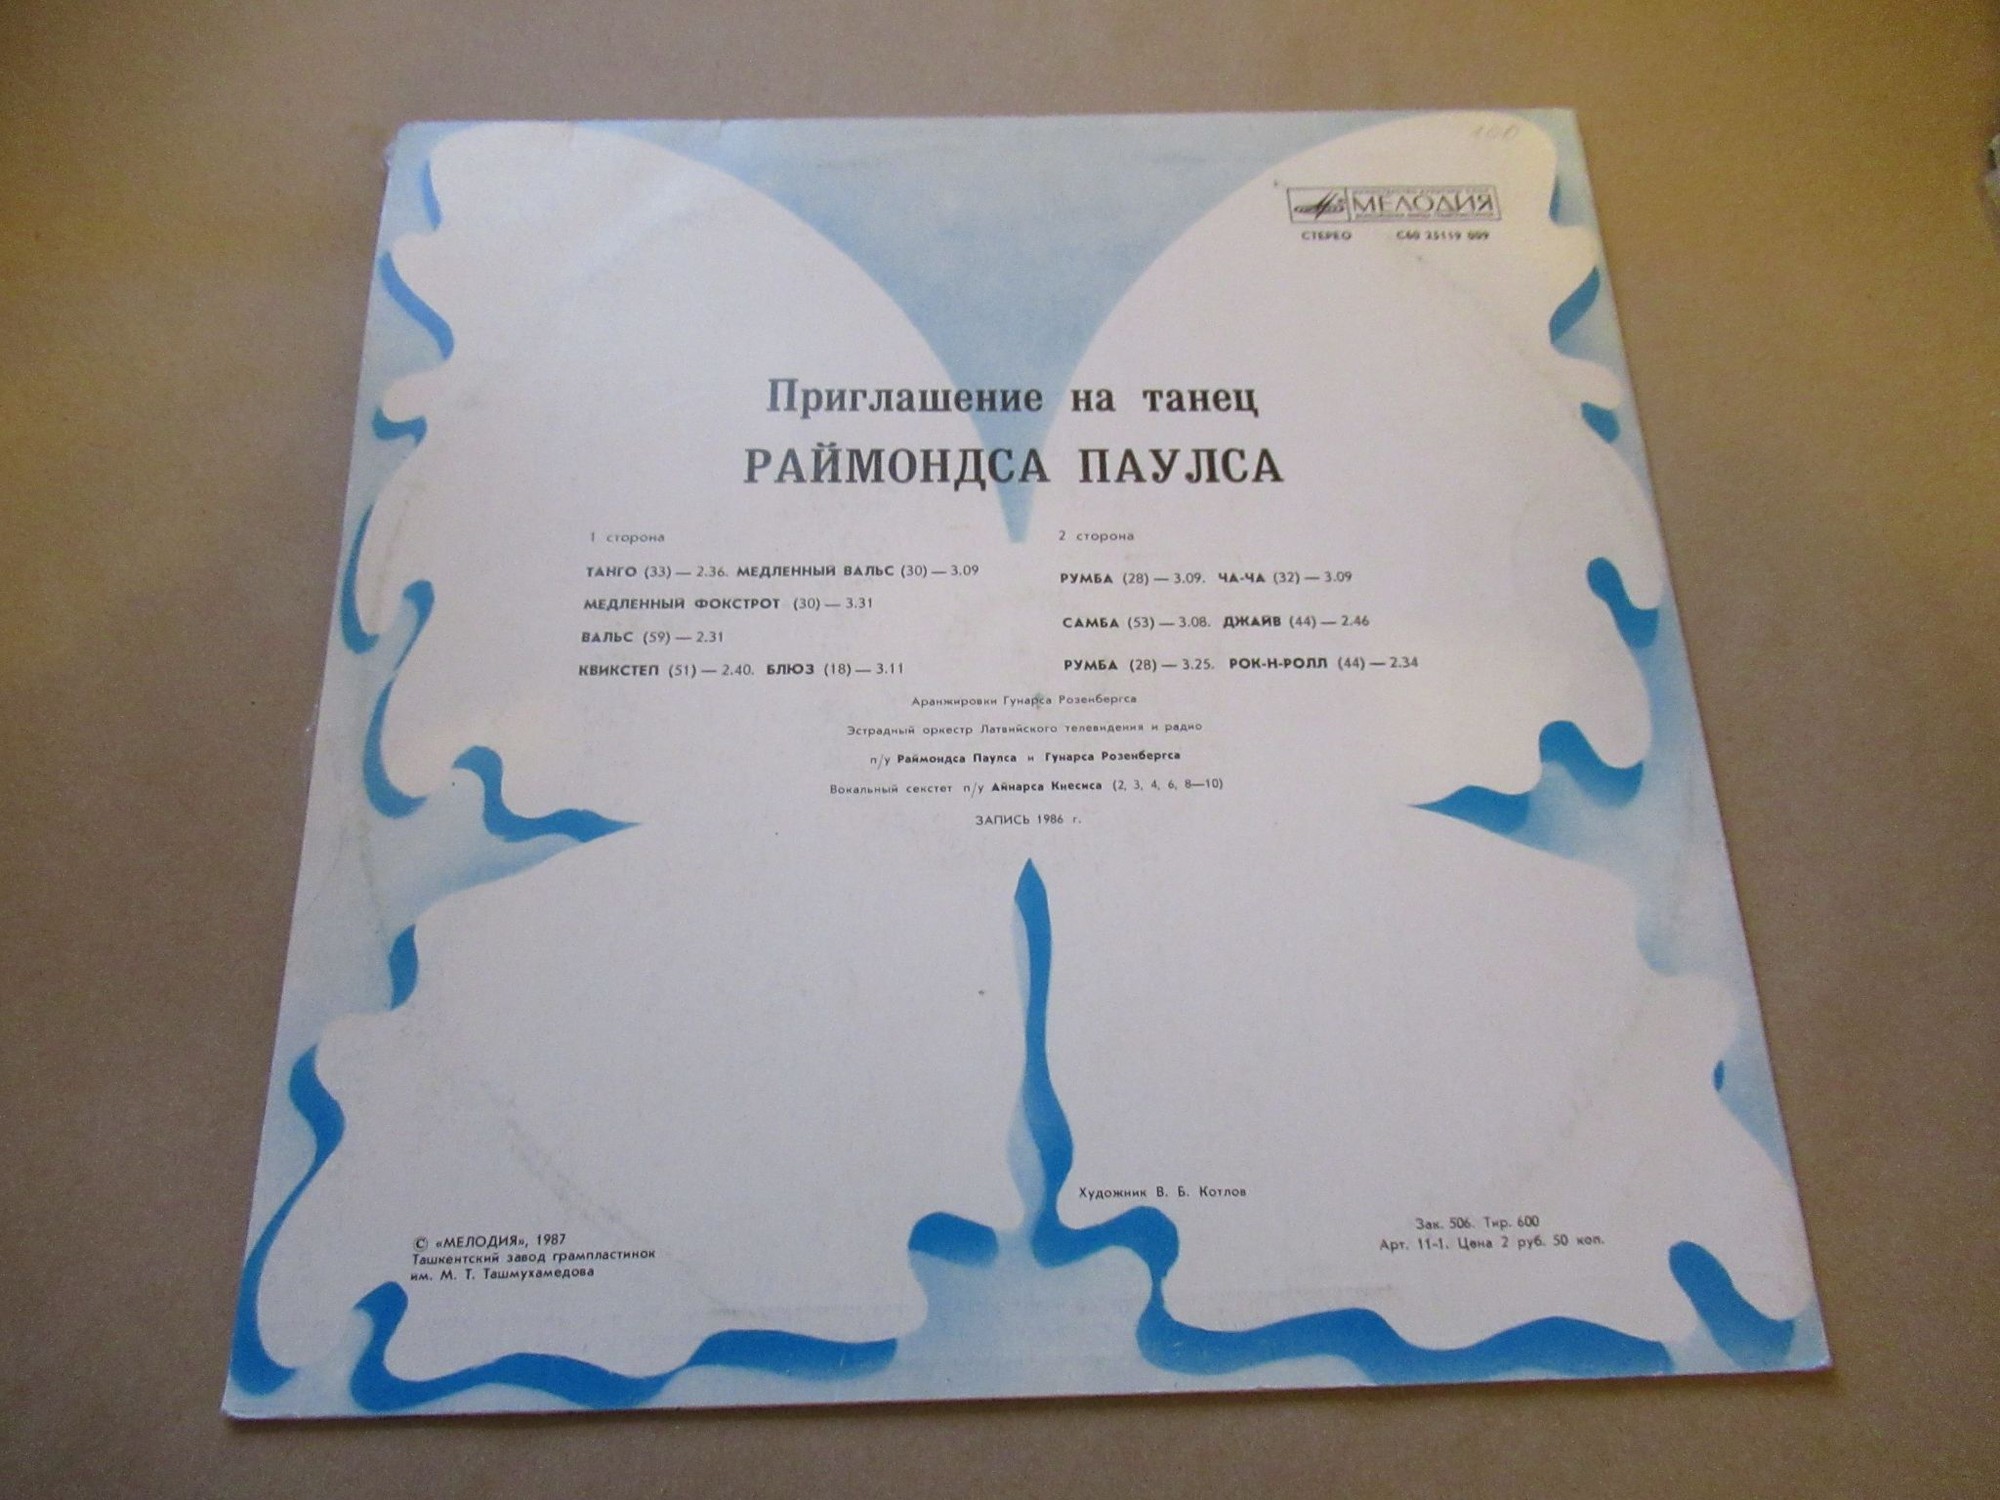 100
МЕЛОДИЯ
СТЕРЕО С60 25119 009
Приглашение на танец
РАЙМОНДСА ПАУЛСА
1 сторона
ТАНГО (33) — 2.36. МЕДЛЕННЫЙ ВАЛЬС (30) — 3.09
МЕДЛЕННЫЙ ФОКСТРОТ (30) — 3.31
ВАЛЬС (59) — 2.31
КВИКСТЕП (51) — 2.40. БЛЮЗ (18) — 3.11
2 сторона
РУМБА (28) — 3.09. ЧА-ЧА (32) — 3.09
САМБА (53) — 3.08. ДЖАЙВ (44) — 2.46
РУМБА (28) — 3.25. РОК-Н-РОЛЛ (44) — 2.34
Аранжировки Гунарса Розенбергса
Эстрадный оркестр Латвийского телевидения и радио
п/у Раймондса Паулса и Гунарса Розенбергса
Вокальный секстет п/у Айнарса Киесиса (2, 3, 4, 6, 8—10)
ЗАПИСЬ 1986 г.
Художник В. Б. Котлов
© «МЕЛОДИЯ», 1987
Ташкентский завод грампластинок
им. М. Т. Ташмухамедова
Зак. 506. Тир. 600
Арт. 11-1. Цена 2 руб. 50 коп.